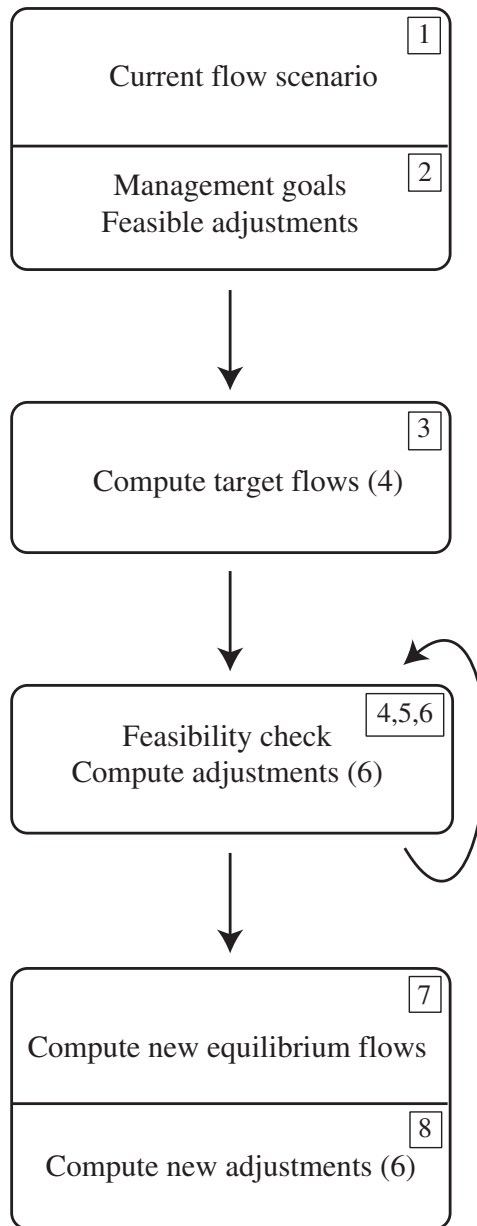 1
Current flow scenario
2
Management goals
Feasible adjustments
3
Compute target flows (4)
4,5,6
Feasibility check
Compute adjustments (6)
7
Compute new equilibrium flows
8
Compute new adjustments (6)